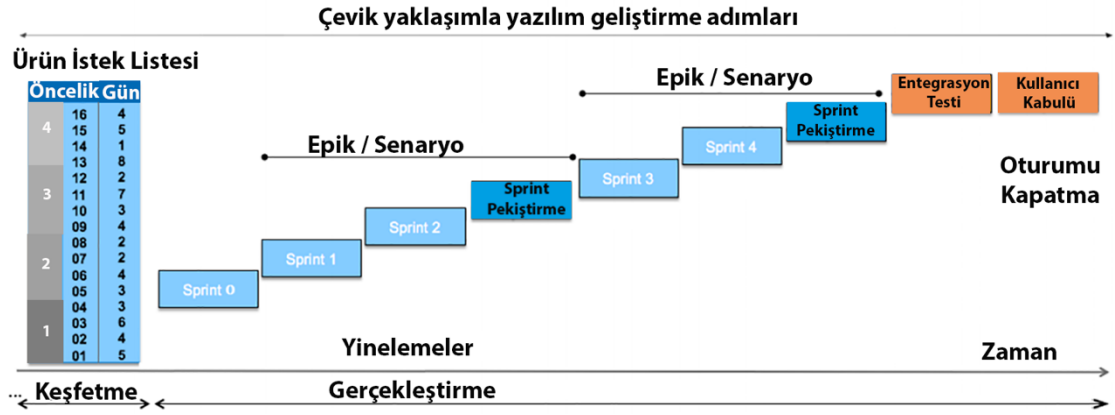 Çevik yaklaşımla yazılım geliştirme adımları
Ürün İstek Listesi
Öncelik Gün
4
3
2
1
16 4
15 5
14 1
13 8
12 2
11 7
10 3
09 4
08 2
07 2
06 4
05 3
04 3
03 6
02 4
01 5
Sprint 0
Epik / Senaryo
Sprint 1
Sprint 2
Sprint
Pekiştirme
Epik / Senaryo
Sprint 3
Sprint 4
Sprint
Pekiştirme
Entegrasyon
Testi
Kullanıcı
Kabulü
Oturumu
Kapatma
Yinelemeler
Zaman
... Keşfetme
Gerçekleştirme